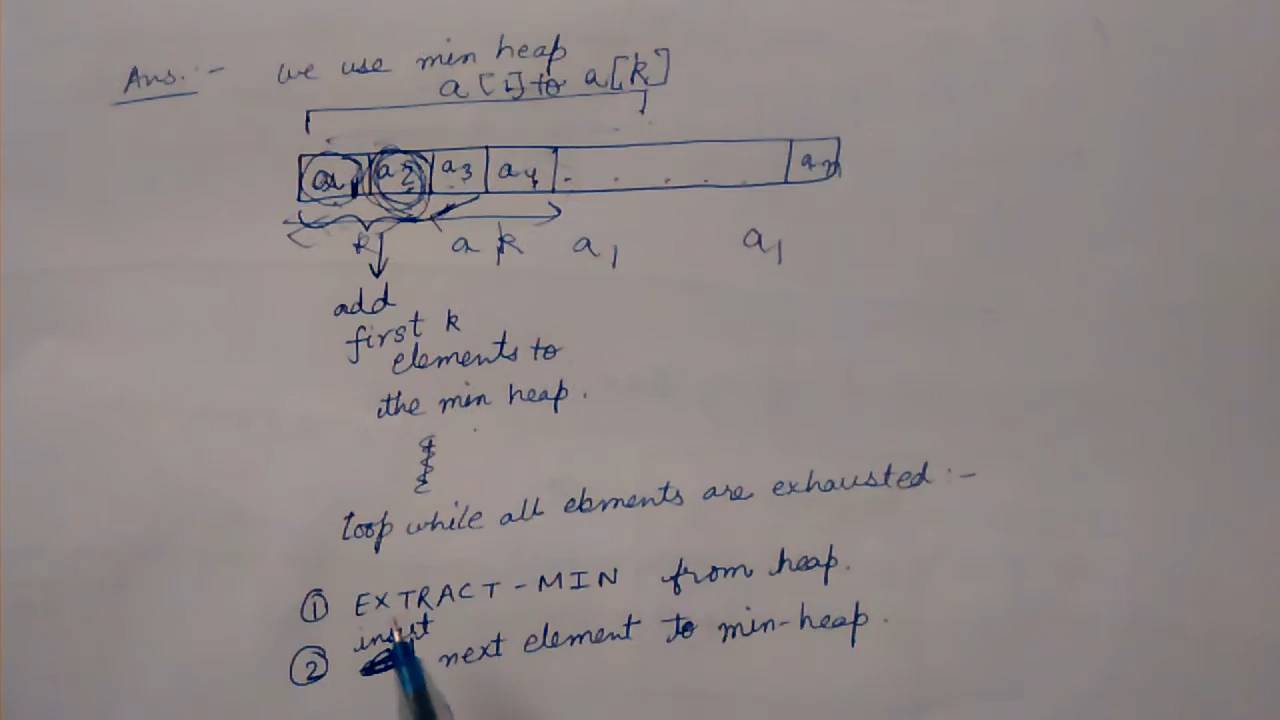 Ans. :- we use min heap
a[1] to a[k]
a1 a2 a3 a4 . . . . an
k a k a1 a1
add
first k
elements to
the min heap.
loop while all elements are exhausted :-
① EXTRACT-MIN from heap.
insert
② next element to min-heap.